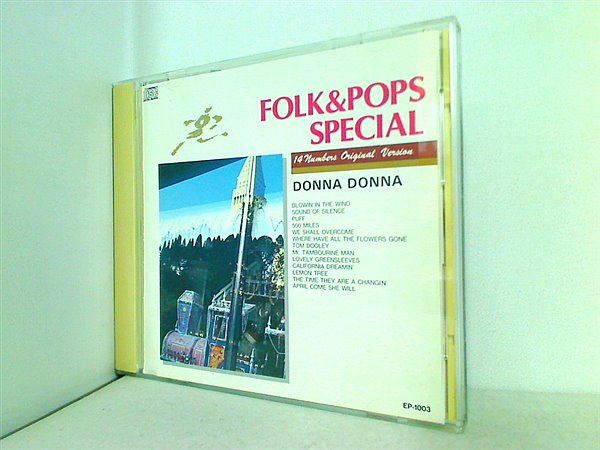 FOLK&POPS
SPECIAL
14 Numbers Original Version
DONNA DONNA
BLOWIN IN THE WIND
SOUND OF SILENCE
PUFF
500 MILES
WE SHALL OVERCOME
WHERE HAVE ALL THE FLOWERS GONE
TOM DOOLEY
Mr. TAMBOURINE MAN
LOVELY GREENSLEEVES
CALIFORNIA DREAMIN'
LEMON TREE
THE TIME THEY ARE A CHANGIN'
APRIL COME SHE WILL
EP-1003